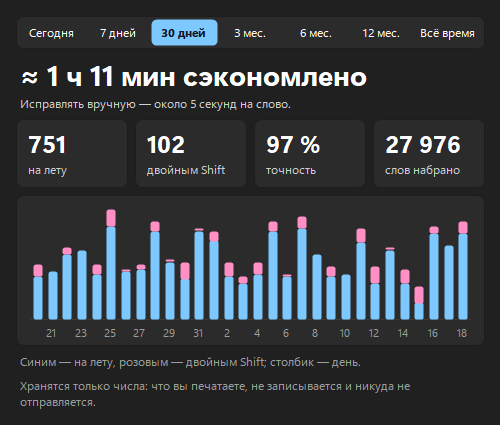 Сегодня 7 дней 30 дней 3 мес. 6 мес. 12 мес. Всё время
≈ 1 ч 11 мин сэкономлено
Исправлять вручную — около 5 секунд на слово.
751 102 97 % 27 976
на лету двойным Shift точность слов набрано
21 23 25 27 29 31 2 4 6 8 10 12 14 16 18
Синим — на лету, розовым — двойным Shift; столбик — день.
Хранятся только числа: что вы печатаете, не записывается и никуда не
отправляется.